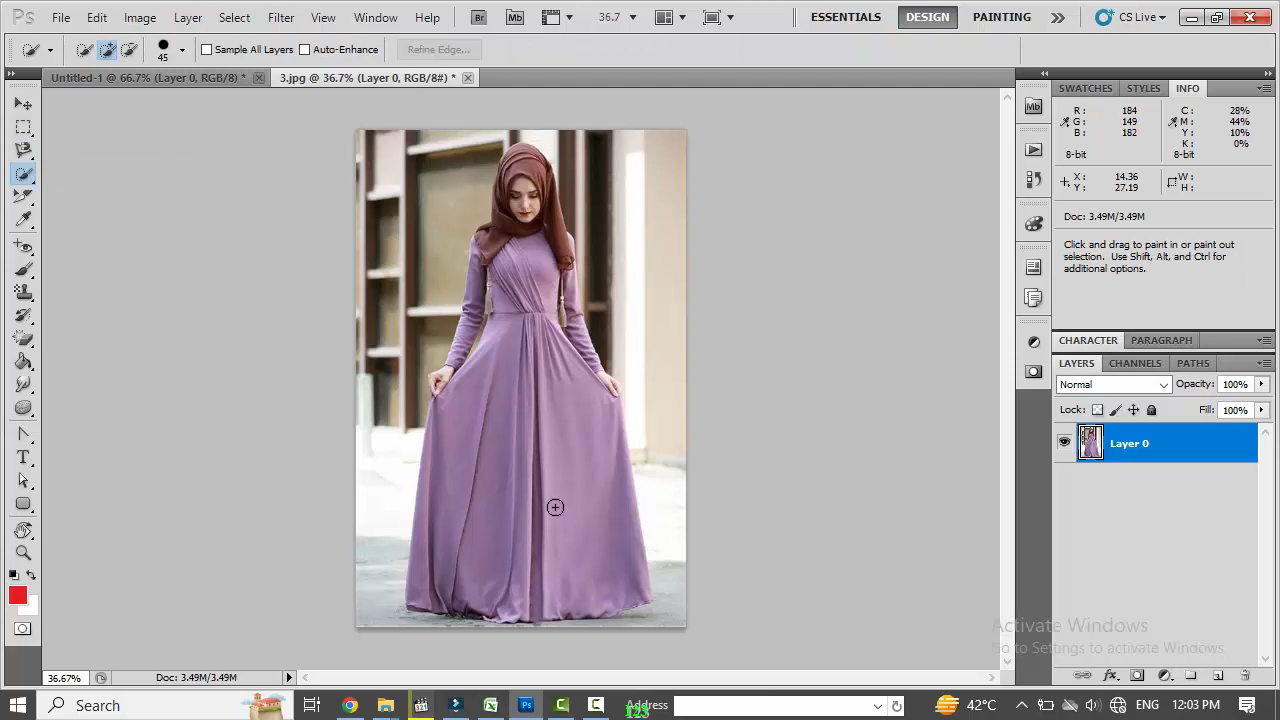 Ps File Edit Image Layer Select Filter View Window Help Br Mb 36.7 ESSENTIALS DESIGN PAINTING CS Live
45 Sample All Layers Auto-Enhance Refine Edge...
Untitled-1 @ 66.7% (Layer 0, RGB/8) * 3.jpg @ 36.7% (Layer 0, RGB/8#) *
SWATCHES STYLES INFO
R: 184 C: 28%
G: 149 M: 44%
B: 182 Y: 10%
K: 0%
8-bit 8-bit
X: 14.36 W:
Y: 27.19 H:
Doc: 3.49M/3.49M
Click and drag to paint in or paint out
selection. Use Shift, Alt, and Ctrl for
additional options.
CHARACTER PARAGRAPH
LAYERS CHANNELS PATHS
Normal Opacity: 100%
Lock: Fill: 100%
Layer 0
Mb
T
fx
Activate Windows
Go to Settings to activate Windows.
36.67% Doc: 3.49M/3.49M
Search Ps Address 123 42°C ENG 12:03 PM